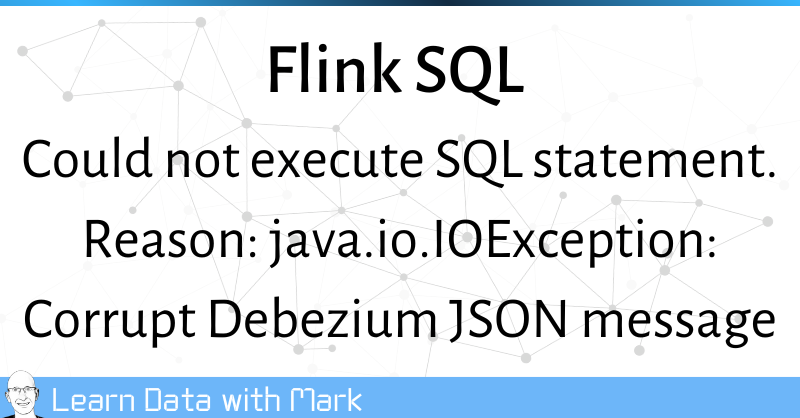 Flink SQL
Could not execute SQL statement.
Reason: java.io.IOException:
Corrupt Debezium JSON message
Learn Data with Mark